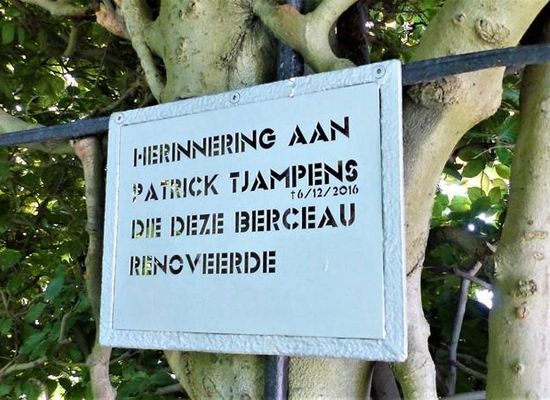 HERINNERING AAN
PATRICK TJAMPENS
†6/12/2016
DIE DEZE BERCEAU
RENOVEERDE